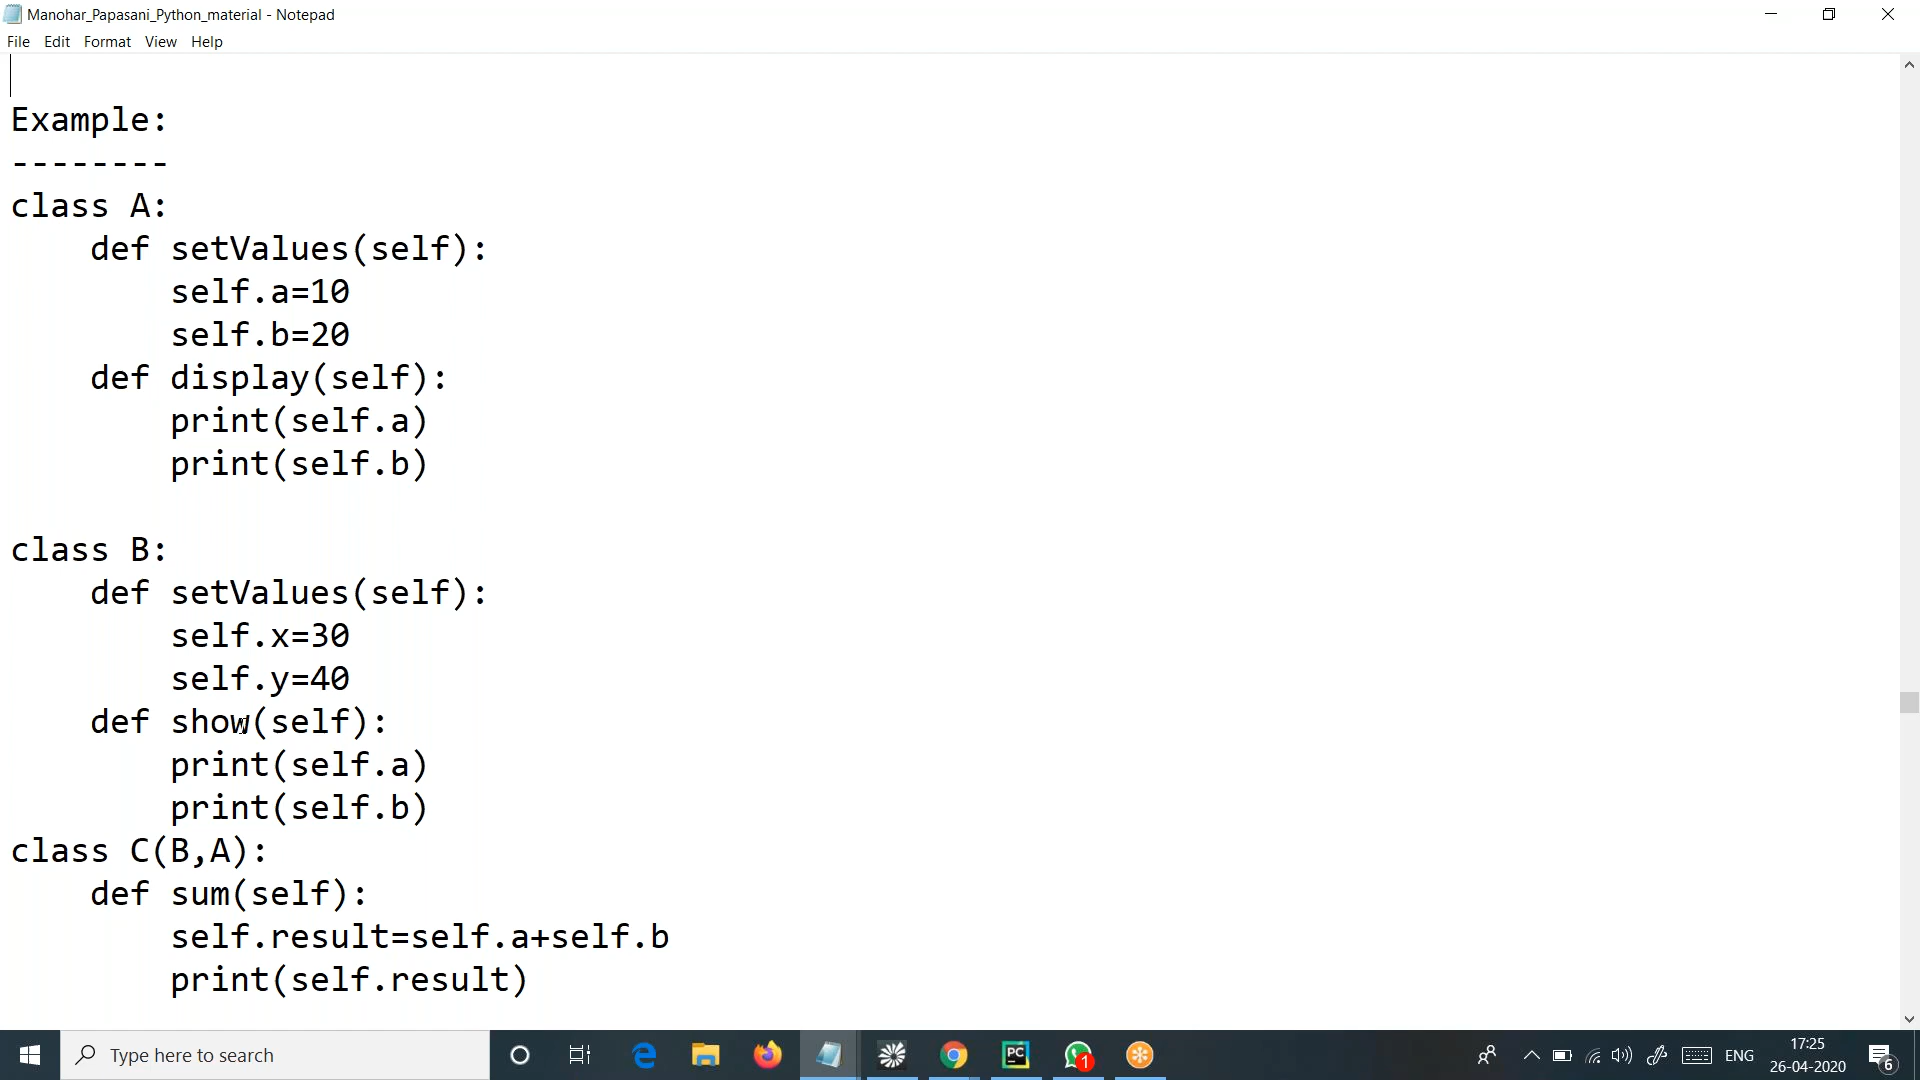 Manohar_Papasani_Python_material - Notepad
File Edit Format View Help
Example:
--------
class A:
    def setValues(self):
        self.a=10
        self.b=20
    def display(self):
        print(self.a)
        print(self.b)
class B:
    def setValues(self):
        self.x=30
        self.y=40
    def show(self):
        print(self.a)
        print(self.b)
class C(B,A):
    def sum(self):
        self.result=self.a+self.b
        print(self.result)
Type here to search
PC
1
ENG
17:25
26-04-2020
6